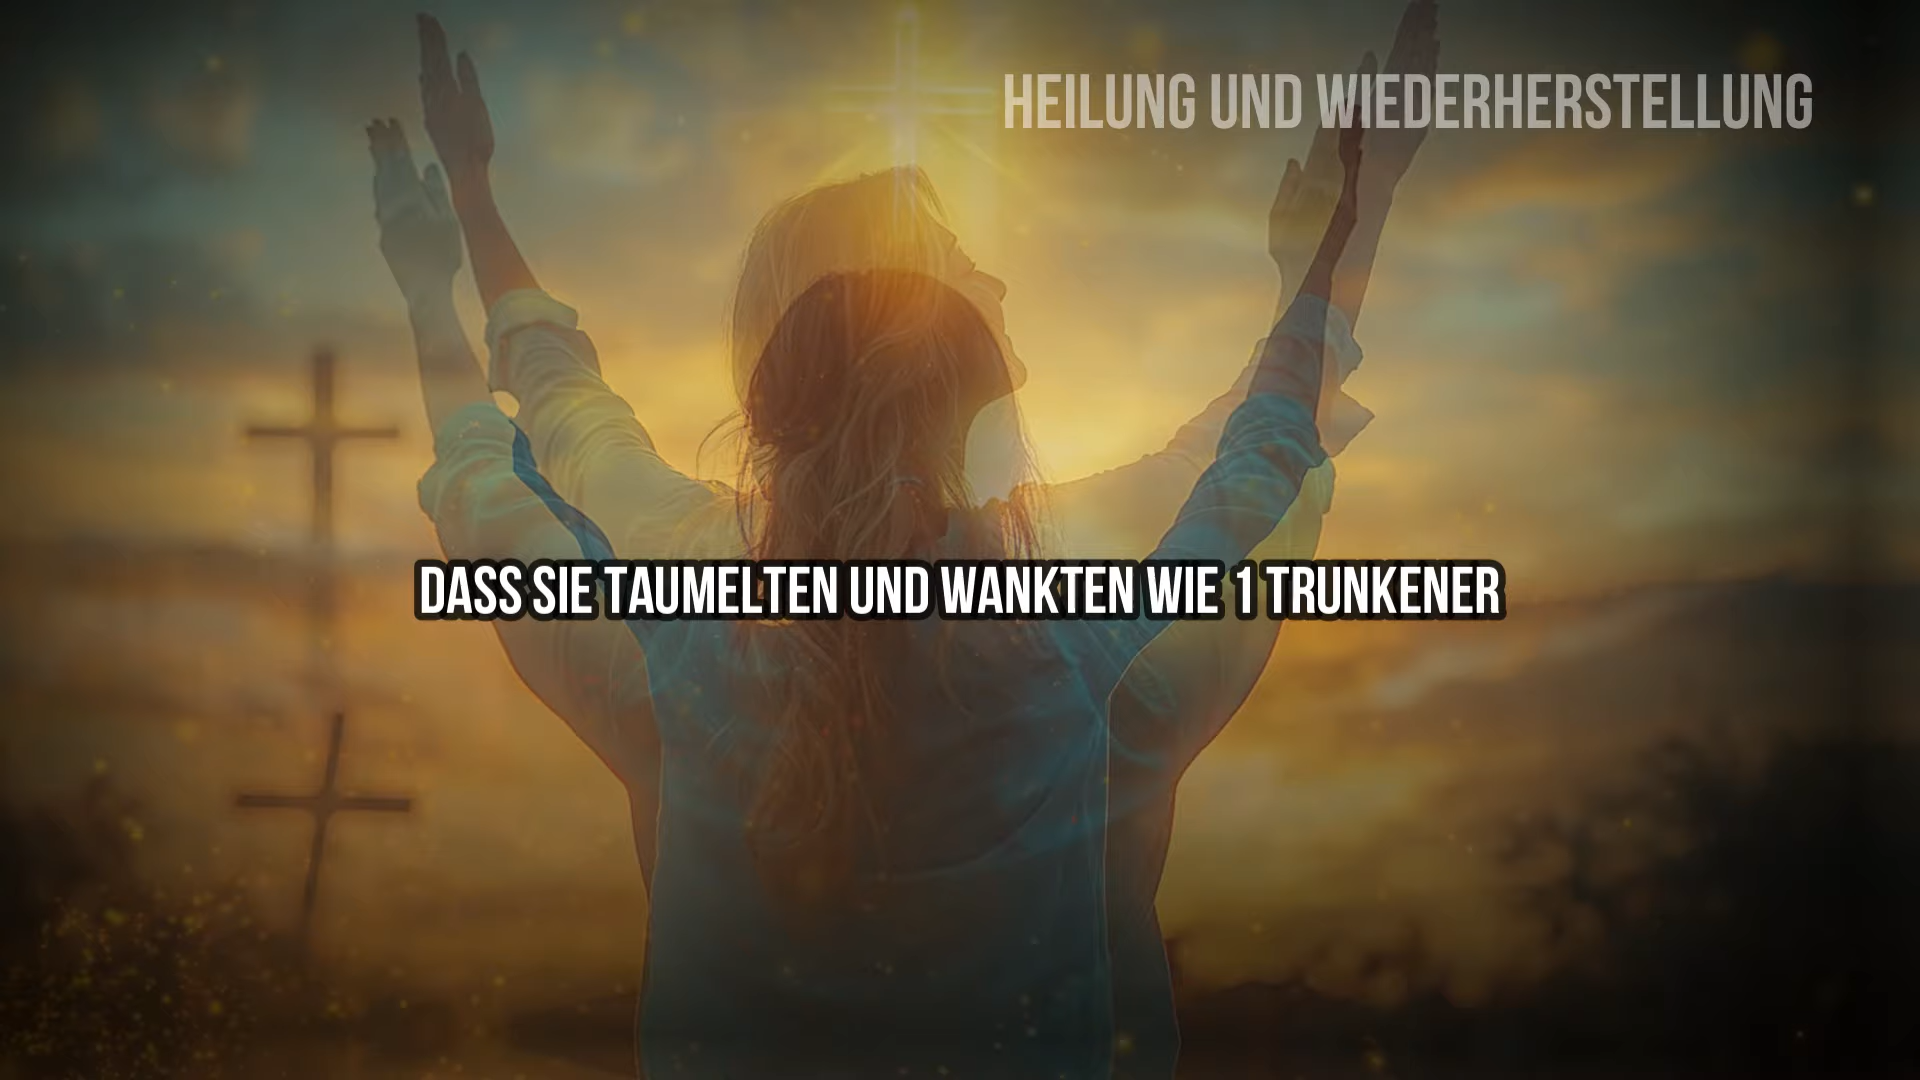 HEILUNG UND WIEDERHERSTELLUNG
DASS SIE TAUMELTEN UND WANKTEN WIE 1 TRUNKENER